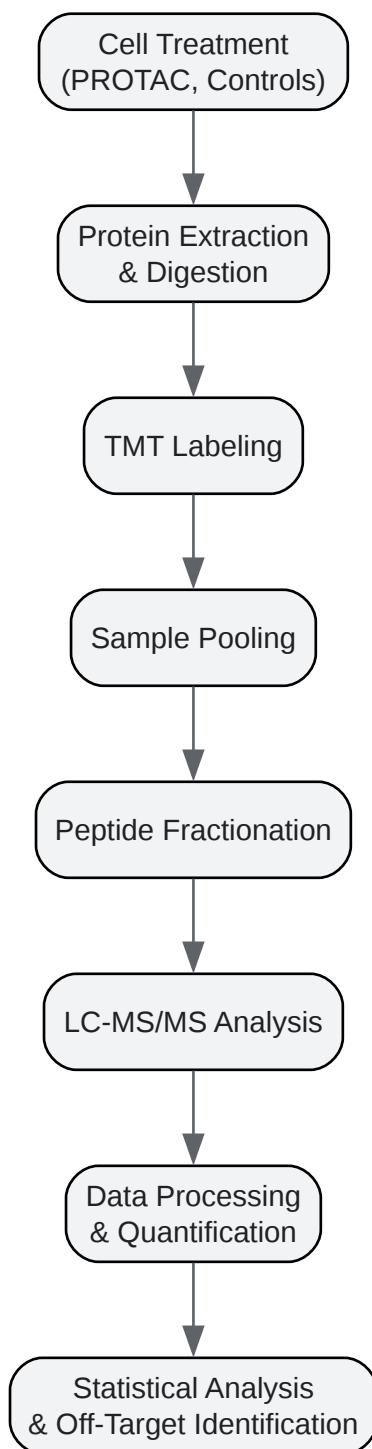 Cell Treatment
(PROTAC, Controls)
Protein Extraction
& Digestion
TMT Labeling
Sample Pooling
Peptide Fractionation
LC-MS/MS Analysis
Data Processing
& Quantification
Statistical Analysis
& Off-Target Identification